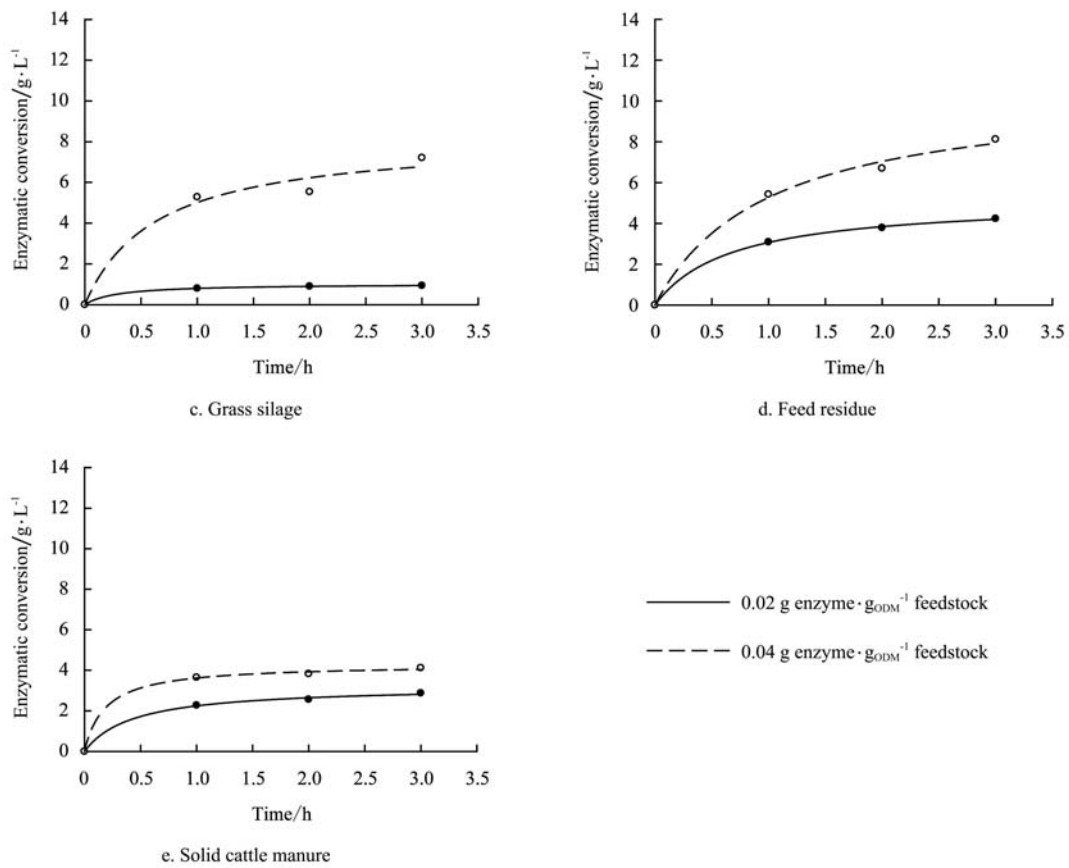 14
12
10
8
6
4
2
0
Enzymatic conversion/g·L⁻¹
0 0.5 1.0 1.5 2.0 2.5 3.0 3.5
Time/h
c. Grass silage
14
12
10
8
6
4
2
0
Enzymatic conversion/g·L⁻¹
0 0.5 1.0 1.5 2.0 2.5 3.0 3.5
Time/h
d. Feed residue
14
12
10
8
6
4
2
0
Enzymatic conversion/g·L⁻¹
0 0.5 1.0 1.5 2.0 2.5 3.0 3.5
Time/h
e. Solid cattle manure
0.02 g enzyme·gODM⁻¹ feedstock
0.04 g enzyme·gODM⁻¹ feedstock